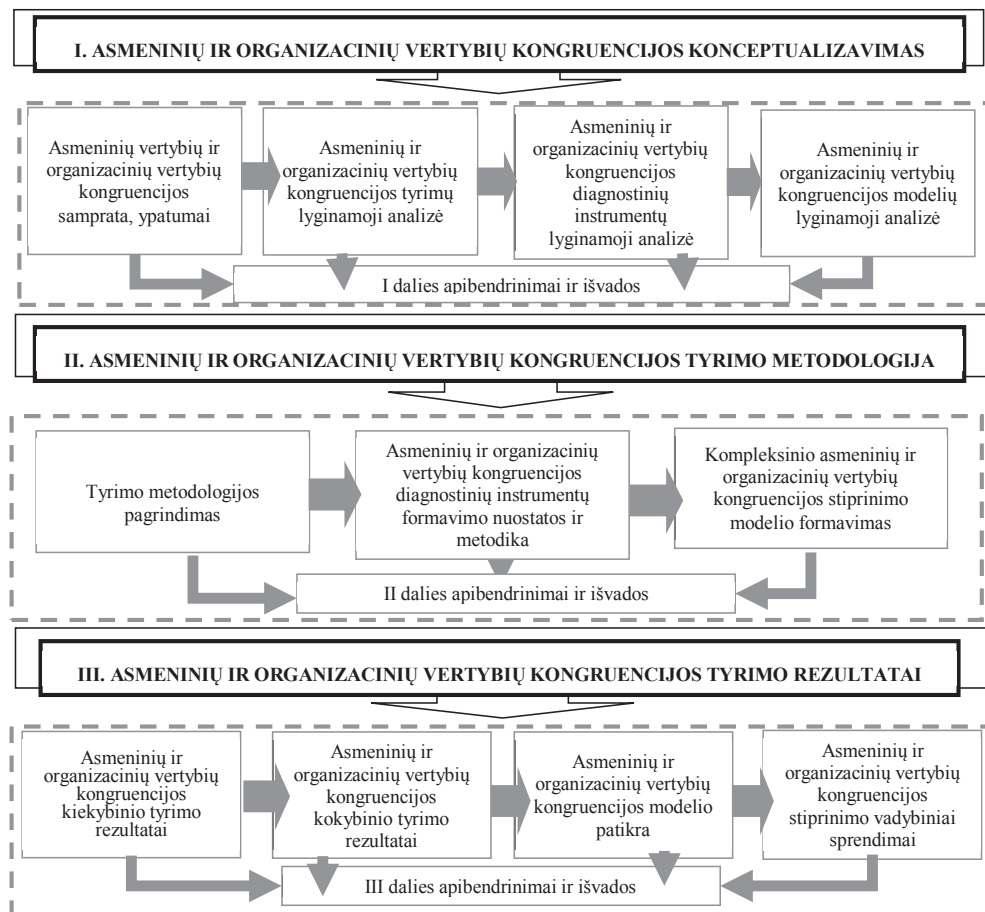 I. ASMENINIŲ IR ORGANIZACINIŲ VERTYBIŲ KONGRUENCIJOS KONCEPTUALIZAVIMAS
Asmeninių vertybių ir
organizacinių vertybių
kongruencijos
samprata, ypatumai
Asmeninių ir
organizacinių vertybių
kongruencijos tyrimų
lyginamoji analizė
Asmeninių ir
organizacinių vertybių
kongruencijos
diagnostinių
instrumentų
lyginamoji analizė
Asmeninių ir
organizacinių vertybių
kongruencijos modelių
lyginamoji analizė
I dalies apibendrinimai ir išvados
II. ASMENINIŲ IR ORGANIZACINIŲ VERTYBIŲ KONGRUENCIJOS TYRIMO METODOLOGIJA
Tyrimo metodologijos
pagrindimas
Asmeninių ir organizacinių
vertybių kongruencijos
diagnostinių instrumentų
formavimo nuostatos ir
metodika
Kompleksinio asmeninių ir
organizacinių vertybių
kongruencijos stiprinimo
modelio formavimas
II dalies apibendrinimai ir išvados
III. ASMENINIŲ IR ORGANIZACINIŲ VERTYBIŲ KONGRUENCIJOS TYRIMO REZULTATAI
Asmeninių ir
organizacinių vertybių
kongruencijos
kiekybinio tyrimo
rezultatai
Asmeninių ir
organizacinių vertybių
kongruencijos
kokybinio tyrimo
rezultatai
Asmeninių ir
organizacinių vertybių
kongruencijos modelio
patikra
Asmeninių ir
organizacinių vertybių
kongruencijos
stiprinimo vadybiniai
sprendimai
III dalies apibendrinimai ir išvados